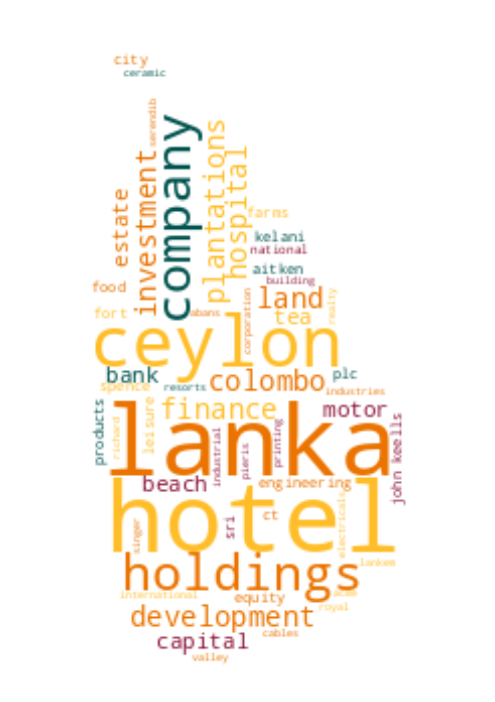 city
ceramic
serendib
company
plantations
investment
hospital
estate
farms
kelani
national
aitken
building
food
land
corporation
realty
fort
abans
tea
ceylon
bank
colombo
plc
spence
resorts
industries
products
richard
leisure
finance
motor
lanka
industrial
pieris
printing
john keells
beach
engineering
hotel
electricals
singer
sri
ct
lankem
holdings
international
equity
acme
development
royal
cables
capital
valley